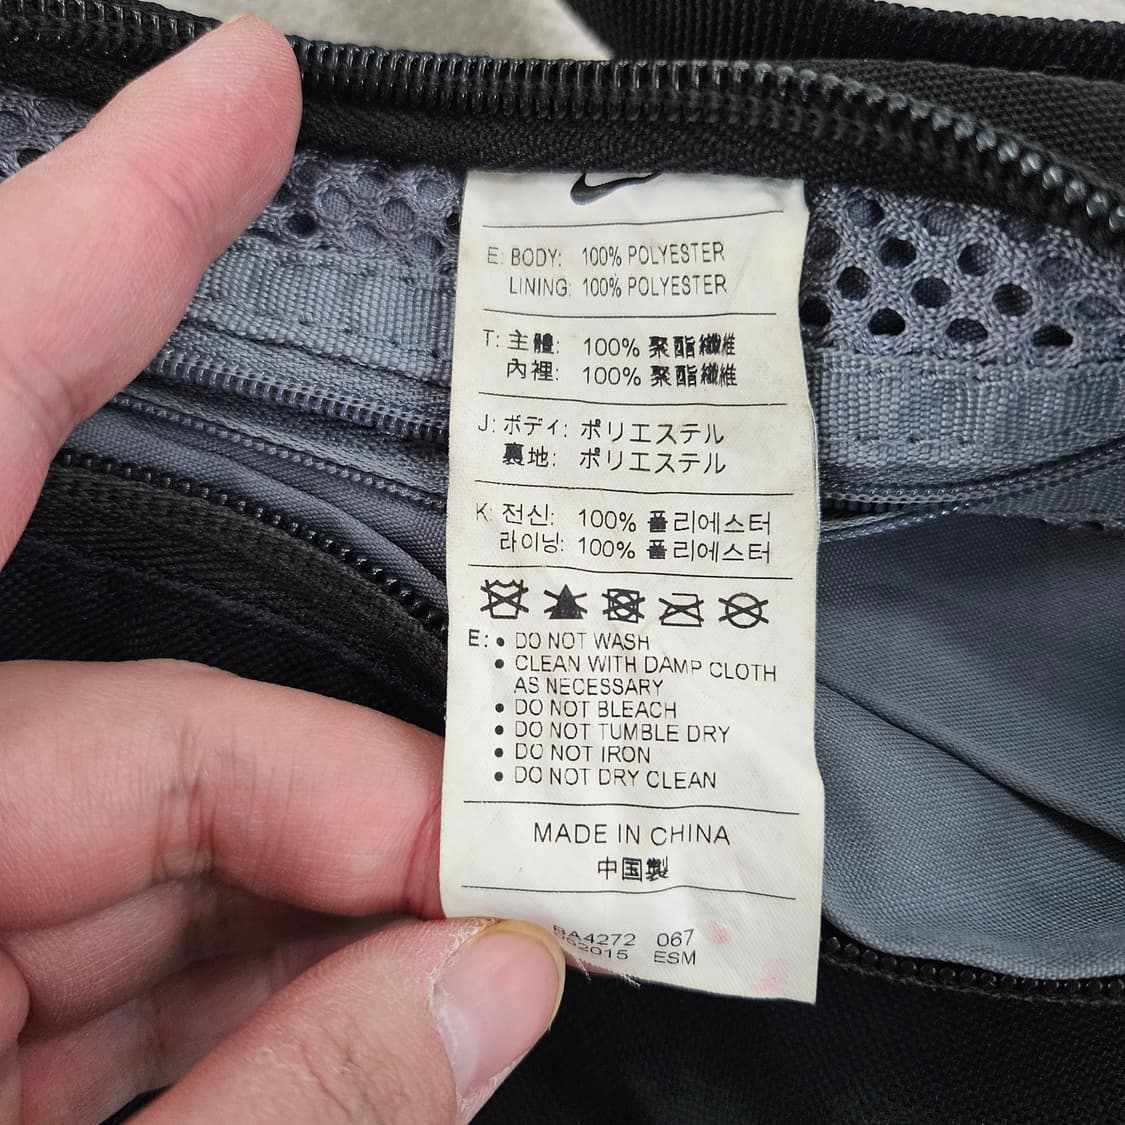 E: BODY: 100% POLYESTER
LINING: 100% POLYESTER
T: 主體: 100% 聚酯纖維
內裡: 100% 聚酯纖維
J: ボディ: ポリエステル
裏地: ポリエステル
K: 전신: 100% 폴리에스터
라이닝: 100% 폴리에스터
E: • DO NOT WASH
• CLEAN WITH DAMP CLOTH
AS NECESSARY
• DO NOT BLEACH
• DO NOT TUMBLE DRY
• DO NOT IRON
• DO NOT DRY CLEAN
MADE IN CHINA
中国製
BA4272 067
ESM